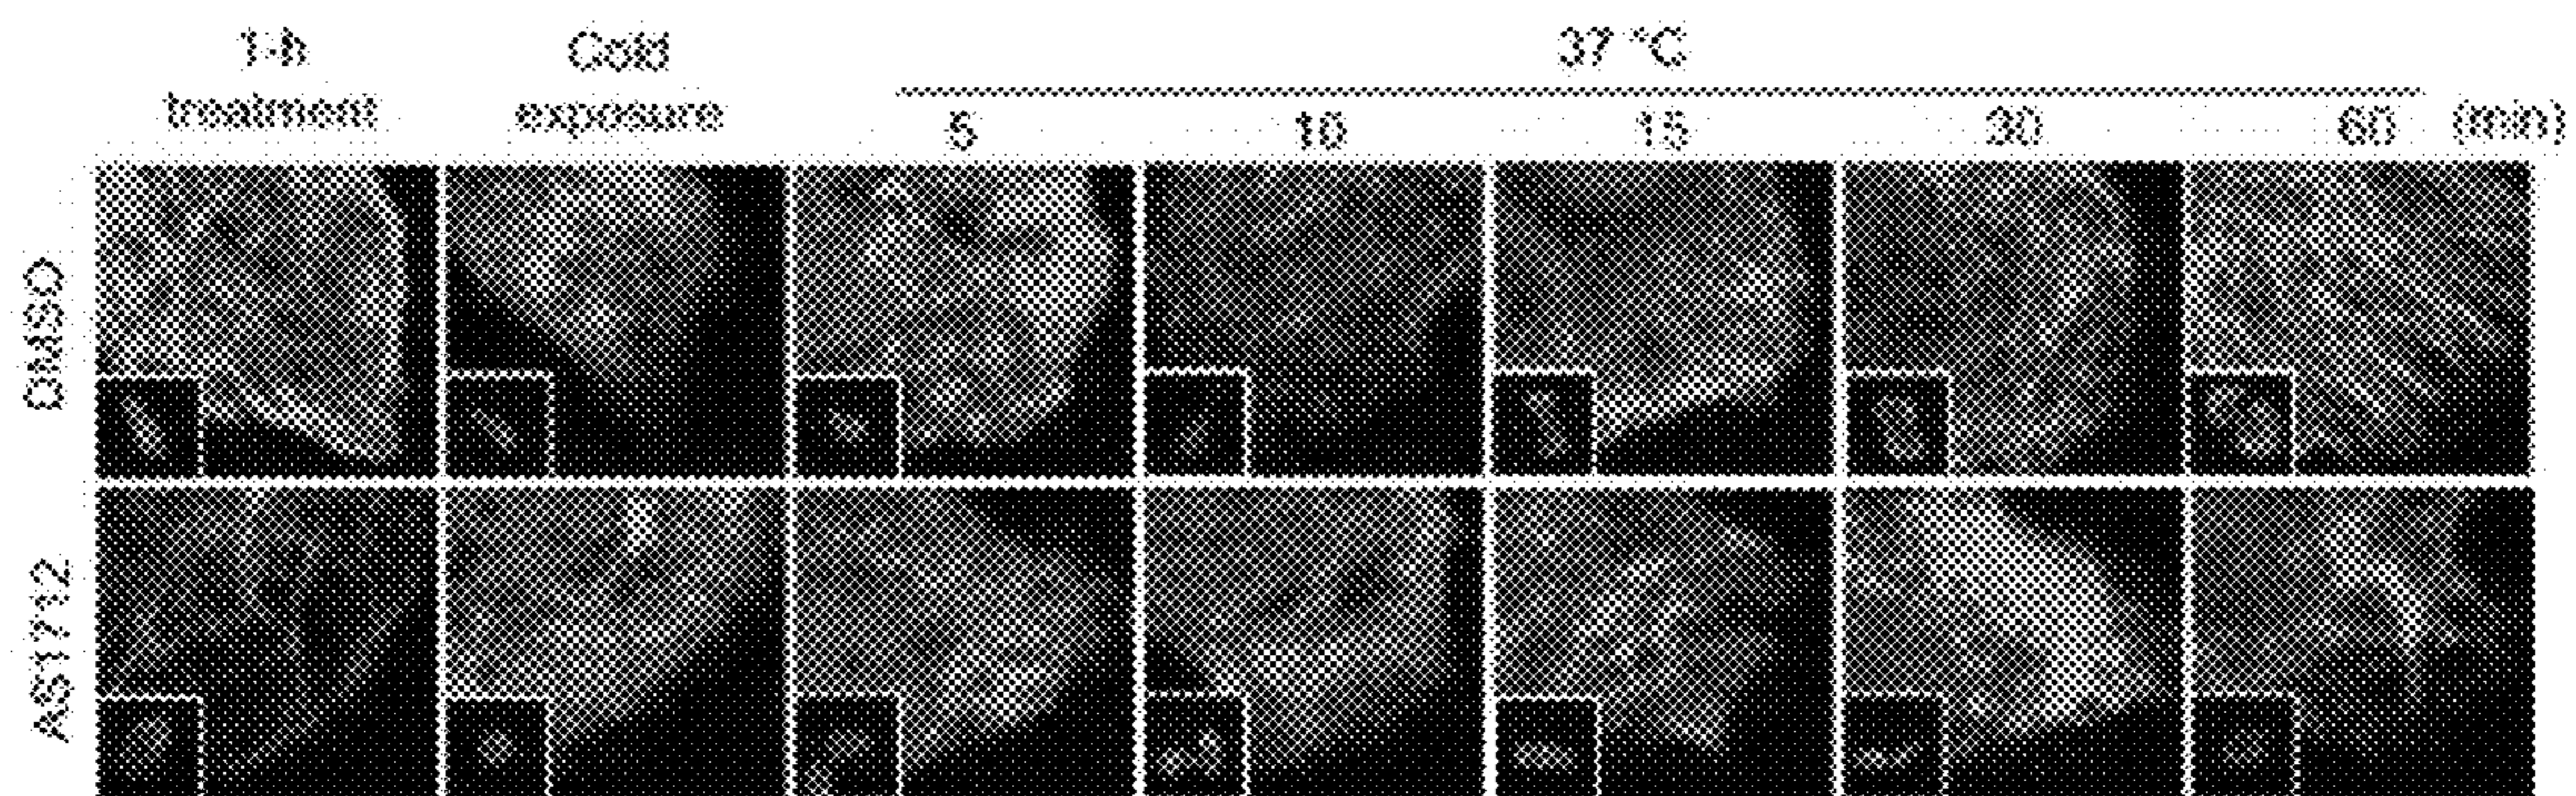 1-h
treatment
Cold
exposure
37 °C
5 10 15 30 60 (min)
DMSO
AS1712